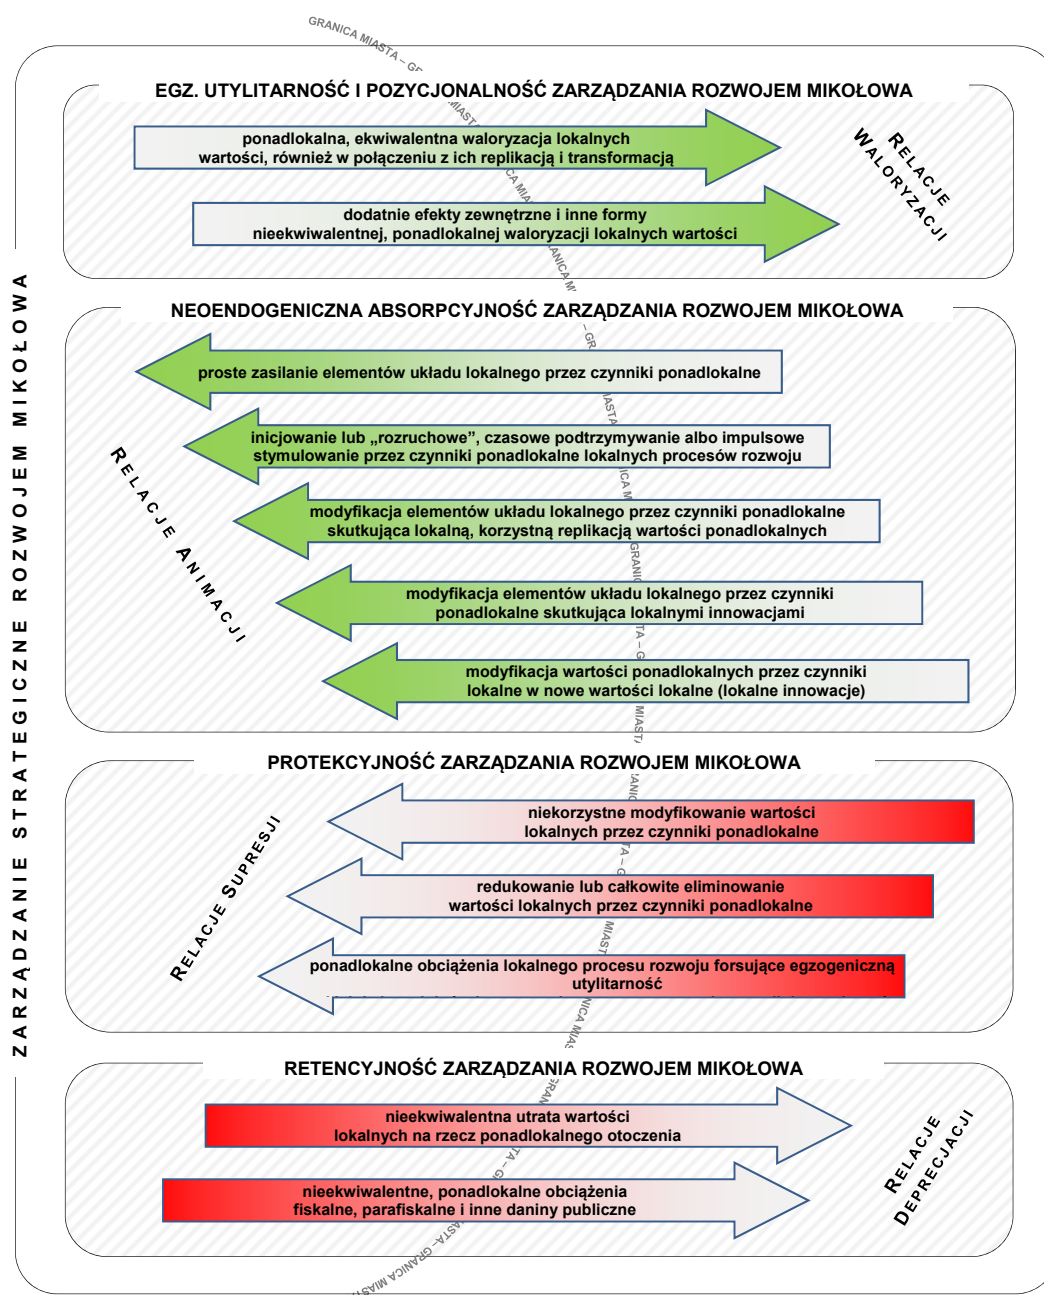 GRANICA MIASTA –
ZARZĄDZANIE STRATEGICZNE ROZWOJEM MIKOŁOWA
EGZ. UTYLITARNOŚĆ I POZYCJONALNOŚĆ ZARZĄDZANIA ROZWOJEM MIKOŁOWA
ponadlokalna, ekwiwalentna waloryzacja lokalnych
wartości, również w połączeniu z ich replikacją i transformacją
dodatnie efekty zewnętrzne i inne formy
nieekwiwalentnej, ponadlokalnej waloryzacji lokalnych wartości
RELACJE
WALORYZACJI
NEOENDOGENICZNA ABSORPCYJNOŚĆ ZARZĄDZANIA ROZWOJEM MIKOŁOWA
proste zasilanie elementów układu lokalnego przez czynniki ponadlokalne
inicjowanie lub „rozruchowe”, czasowe podtrzymywanie albo impulsowe
stymulowanie przez czynniki ponadlokalne lokalnych procesów rozwoju
modyfikacja elementów układu lokalnego przez czynniki ponadlokalne
skutkująca lokalną, korzystną replikacją wartości ponadlokalnych
modyfikacja elementów układu lokalnego przez czynniki
ponadlokalne skutkująca lokalnymi innowacjami
modyfikacja wartości ponadlokalnych przez czynniki
lokalne w nowe wartości lokalne (lokalne innowacje)
RELACJE ANIMACJI
PROTEKCYJNOŚĆ ZARZĄDZANIA ROZWOJEM MIKOŁOWA
niekorzystne modyfikowanie wartości
lokalnych przez czynniki ponadlokalne
redukowanie lub całkowite eliminowanie
wartości lokalnych przez czynniki ponadlokalne
ponadlokalne obciążenia lokalnego procesu rozwoju forsujące egzogeniczną
utylitarność
RELACJE SUPRESJI
RETENCYJNOŚĆ ZARZĄDZANIA ROZWOJEM MIKOŁOWA
nieekwiwalentna utrata wartości
lokalnych na rzecz ponadlokalnego otoczenia
nieekwiwalentne, ponadlokalne obciążenia
fiskalne, parafiskalne i inne daniny publiczne
RELACJE
DEPRECJACJI